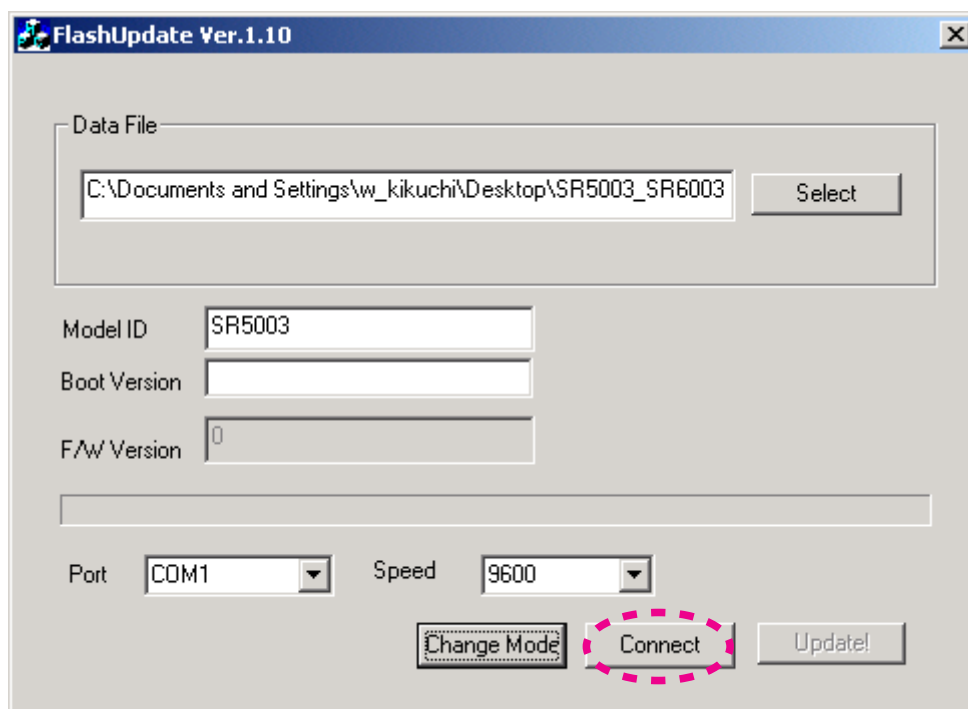 FlashUpdate Ver.1.10
Data File
C:\Documents and Settings\w_kikuchi\Desktop\SR5003_SR6003
Select
Model ID
SR5003
Boot Version
F/W Version
0
Port
COM1
Speed
9600
Change Mode
Connect
Update!